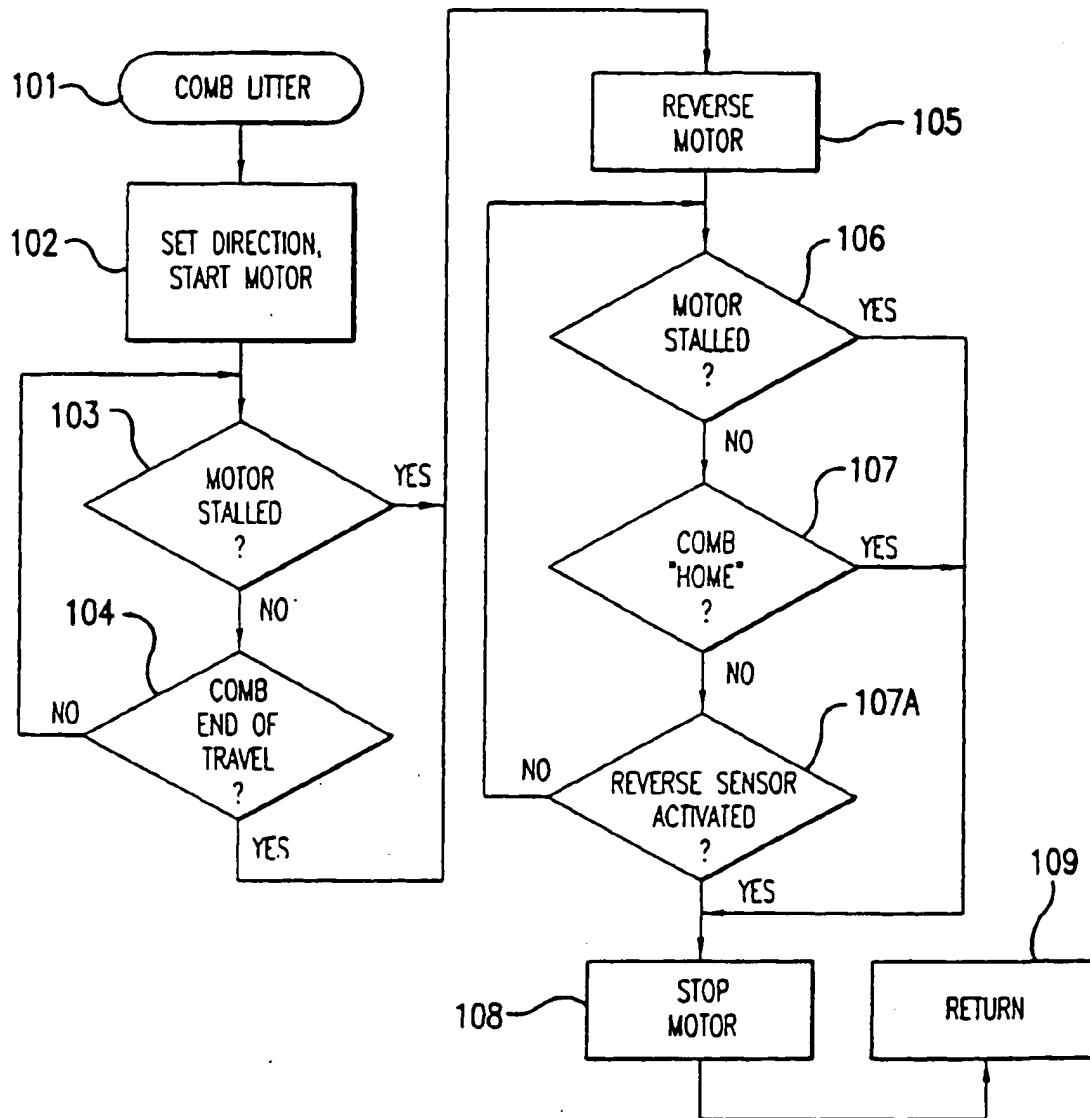 101
COMB LITTER
102
SET DIRECTION,
START MOTOR
103
MOTOR
STALLED
?
YES
NO
104
COMB
END OF
TRAVEL
?
NO
YES
REVERSE
MOTOR
105
106
MOTOR
STALLED
?
YES
NO
107
COMB
"HOME"
?
YES
NO
107A
REVERSE SENSOR
ACTIVATED
?
NO
YES
108
STOP
MOTOR
109
RETURN